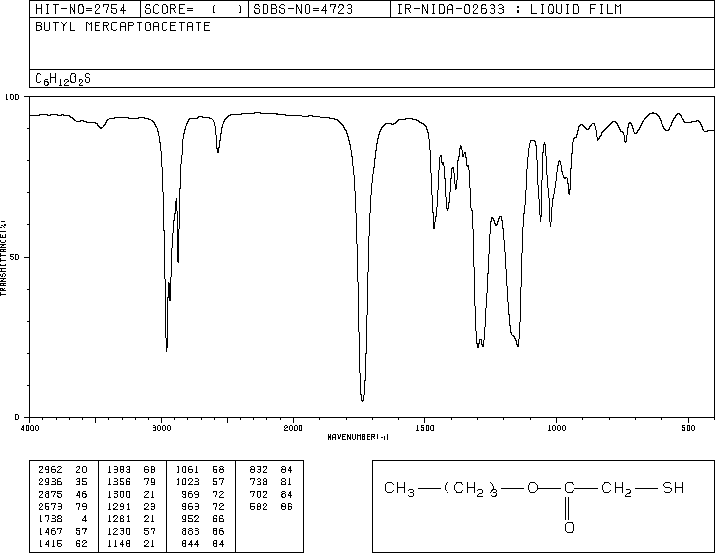 HIT-NO=2754 SCORE= ( ) SDBS-NO=4723 IR-NIDA-02633 : LIQUID FILM
BUTYL MERCAPTOACETATE
C6H12O2S
100
50
0
TRANSMITTANCE(%)
4000 3000 2000 1500 1000 500
WAVENUMBER(-1)
2962 20 1383 68 1061 58 832 84
2936 35 1356 79 1023 57 738 81
2875 46 1300 21 969 72 702 84
2573 79 1291 23 963 72 582 86
1738 4 1281 21 952 66
1467 57 1230 57 883 86
1415 62 1148 21 844 84
CH3 (CH2)3 O C CH2 SH
O